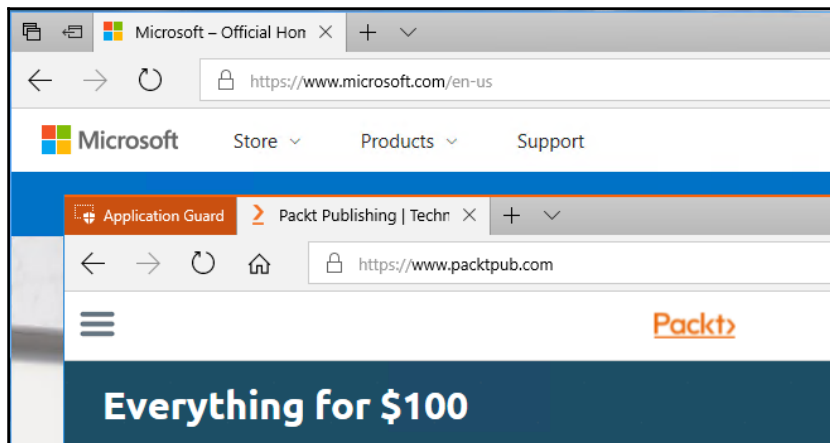 Microsoft – Official Hon
https://www.microsoft.com/en-us
Microsoft Store Products Support
Application Guard Packt Publishing | Techn
https://www.packtpub.com
Packt
Everything for $100